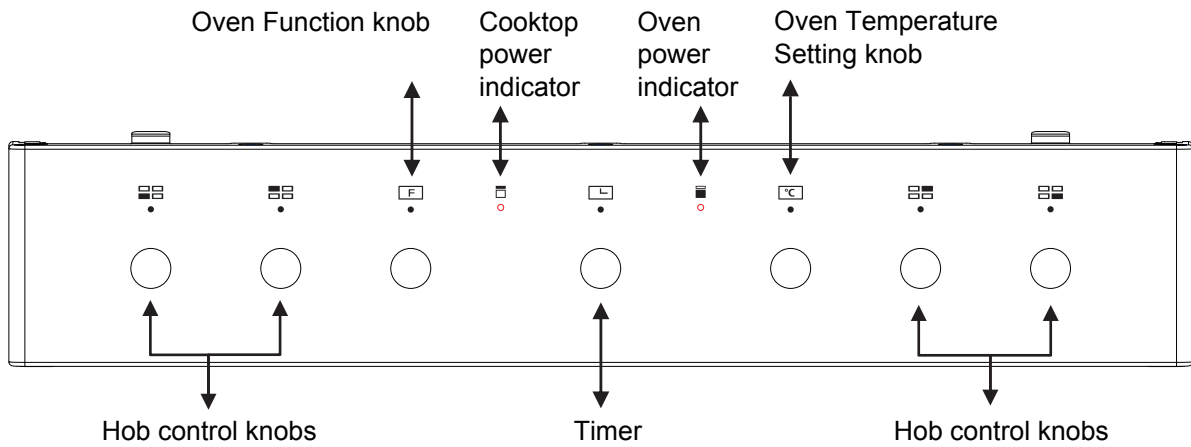 Oven Function knob
Cooktop
power
indicator
Oven
power
indicator
Oven Temperature
Setting knob
F
°C
Hob control knobs
Timer
Hob control knobs